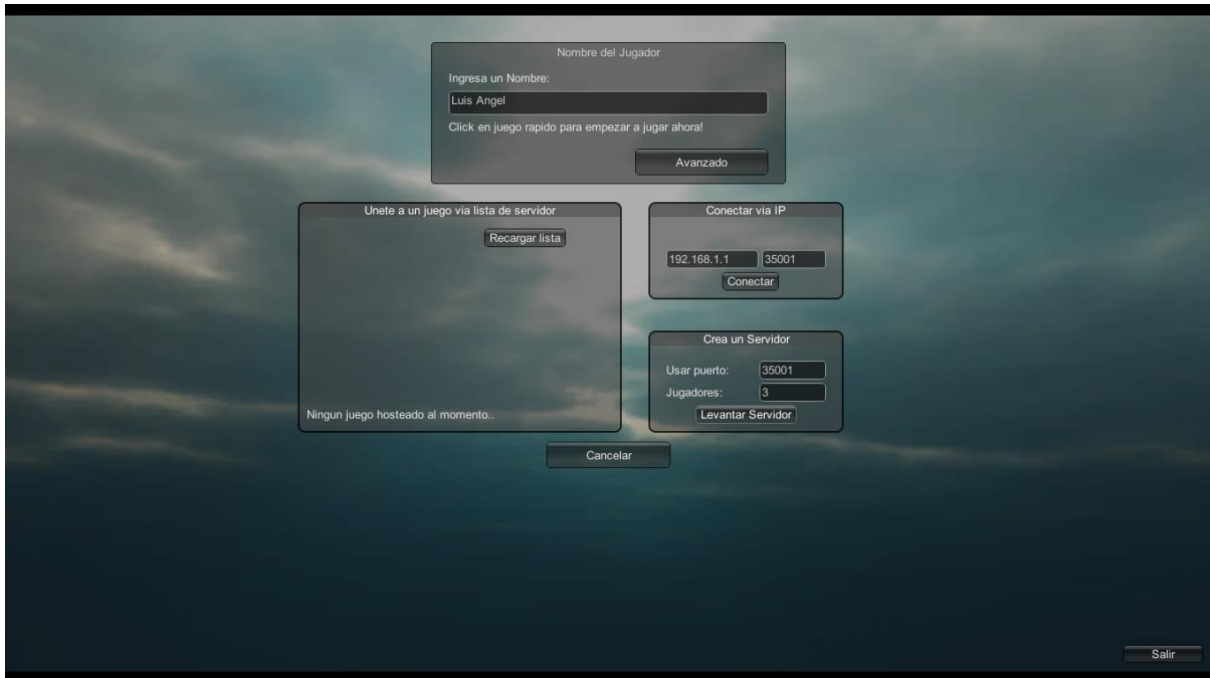 Nombre del Jugador
Ingresa un Nombre:
Luis Angel
Click en juego rapido para empezar a jugar ahora!
Avanzado
Unete a un juego via lista de servidor
Recargar lista
Ningun juego hosteado al momento..
Conectar via IP
192.168.1.1 35001
Conectar
Crea un Servidor
Usar puerto: 35001
Jugadores: 3
Levantar Servidor
Cancelar
Salir